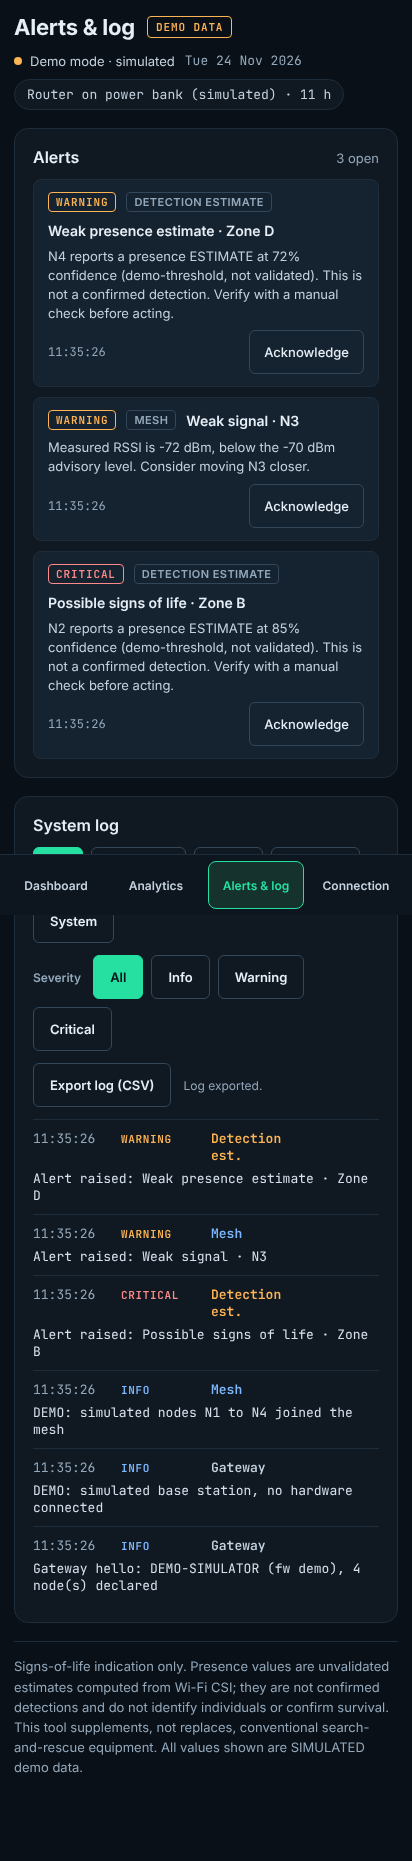 Alerts & log DEMO DATA
Demo mode · simulated Tue 24 Nov 2026
Router on power bank (simulated) · 11 h
Alerts 3 open
WARNING DETECTION ESTIMATE
Weak presence estimate · Zone D
N4 reports a presence ESTIMATE at 72%
confidence (demo-threshold, not validated). This is
not a confirmed detection. Verify with a manual
check before acting.
11:35:26 Acknowledge
WARNING MESH Weak signal · N3
Measured RSSI is -72 dBm, below the -70 dBm
advisory level. Consider moving N3 closer.
11:35:26 Acknowledge
CRITICAL DETECTION ESTIMATE
Possible signs of life · Zone B
N2 reports a presence ESTIMATE at 85%
confidence (demo-threshold, not validated). This is
not a confirmed detection. Verify with a manual
check before acting.
11:35:26 Acknowledge
System log
Dashboard Analytics Alerts & log Connection
System
Severity All Info Warning
Critical
Export log (CSV) Log exported.
11:35:26 WARNING Detection
est.
Alert raised: Weak presence estimate · Zone
D
11:35:26 WARNING Mesh
Alert raised: Weak signal · N3
11:35:26 CRITICAL Detection
est.
Alert raised: Possible signs of life · Zone
B
11:35:26 INFO Mesh
DEMO: simulated nodes N1 to N4 joined the
mesh
11:35:26 INFO Gateway
DEMO: simulated base station, no hardware
connected
11:35:26 INFO Gateway
Gateway hello: DEMO-SIMULATOR (fw demo), 4
node(s) declared
Signs-of-life indication only. Presence values are unvalidated
estimates computed from Wi-Fi CSI; they are not confirmed
detections and do not identify individuals or confirm survival.
This tool supplements, not replaces, conventional search-
and-rescue equipment. All values shown are SIMULATED
demo data.